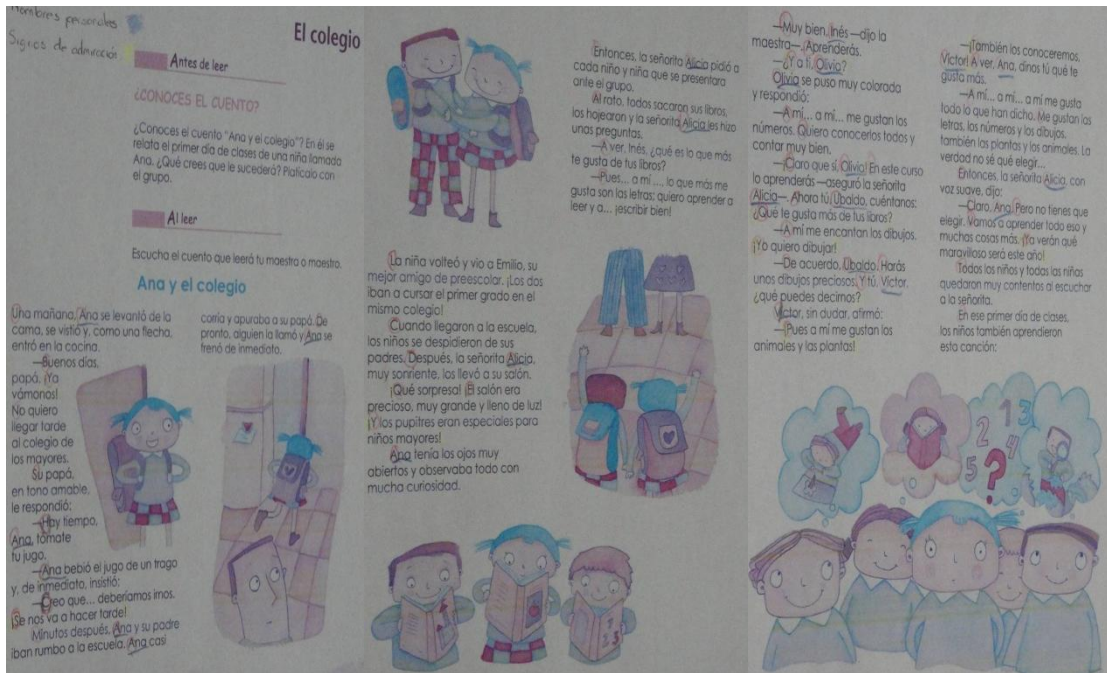 Nombres personales
Signos de admiración
El colegio
Antes de leer
¿CONOCES EL CUENTO?
¿Conoces el cuento "Ana y el colegio"? En él se
relata el primer día de clases de una niña llamada
Ana. ¿Qué crees que le sucederá? Platícalo con
el grupo.
Al leer
Escucha el cuento que leerá tu maestra o maestro.
Ana y el colegio
Una mañana, Ana se levantó de la
cama, se vistió y, como una flecha,
entró en la cocina.
—Buenos días,
papá. ¡Ya
vámonos!
No quiero
llegar tarde
al colegio de
los mayores.
Su papá,
en tono amable,
le respondió:
—Hay tiempo,
Ana, tómate
tu jugo.
—Ana bebió el jugo de un trago
y, de inmediato, insistió:
—Creo que... deberíamos irnos.
¡Se nos va a hacer tarde!
Minutos después, Ana y su padre
iban rumbo a la escuela. Ana casi
corría y apuraba a su papá. De
pronto, alguien la llamó y Ana se
frenó de inmediato.
La niña volteó y vio a Emilio, su
mejor amigo de preescolar. ¡Los dos
iban a cursar el primer grado en el
mismo colegio!
Cuando llegaron a la escuela,
los niños se despidieron de sus
padres. Después, la señorita Alicia,
muy sonriente, los llevó a su salón.
¡Qué sorpresa! ¡El salón era
precioso, muy grande y lleno de luz!
¡Y los pupitres eran especiales para
niños mayores!
Ana tenía los ojos muy
abiertos y observaba todo con
mucha curiosidad.
Entonces, la señorita Alicia pidió a
cada niño y niña que se presentara
ante el grupo.
Al rato, todos sacaron sus libros,
los hojearon y la señorita Alicia les hizo
unas preguntas.
—A ver, Inés, ¿qué es lo que más
te gusta de tus libros?
—Pues... a mí ..., lo que más me
gusta son las letras; quiero aprender a
leer y a... ¡escribir bien!
—Muy bien, Inés —dijo la
maestra—. Aprenderás.
—¿Y a ti, Olivia?
Olivia se puso muy colorada
y respondió:
—A mí... a mí... me gustan los
números. Quiero conocerlos todos y
contar muy bien.
—¡Claro que sí, Olivia! En este curso
lo aprenderás —aseguró la señorita
Alicia—. Ahora tú, Ubaldo, cuéntanos:
¿Qué te gusta más de tus libros?
—A mí me encantan los dibujos.
¡Yo quiero dibujar!
—De acuerdo, Ubaldo. Harás
unos dibujos preciosos. Y tú, Víctor,
¿qué puedes decirnos?
Víctor, sin dudar, afirmó:
—¡Pues a mí me gustan los
animales y las plantas!
—¡También los conoceremos,
Víctor! A ver, Ana, dinos tú qué te
gusta más.
—A mí... a mí... a mí me gusta
todo lo que han dicho. Me gustan las
letras, los números y los dibujos,
también las plantas y los animales. La
verdad no sé qué elegir...
Entonces, la señorita Alicia, con
voz suave, dijo:
—Claro, Ana. Pero no tienes que
elegir. Vamos a aprender todo eso y
muchas cosas más. ¡Ya verán qué
maravilloso será este año!
Todos los niños y todas las niñas
quedaron muy contentos al escuchar
a la señorita.
En ese primer día de clases,
los niños también aprendieron
esta canción:
1
2
3
4
5
?
1
2
3